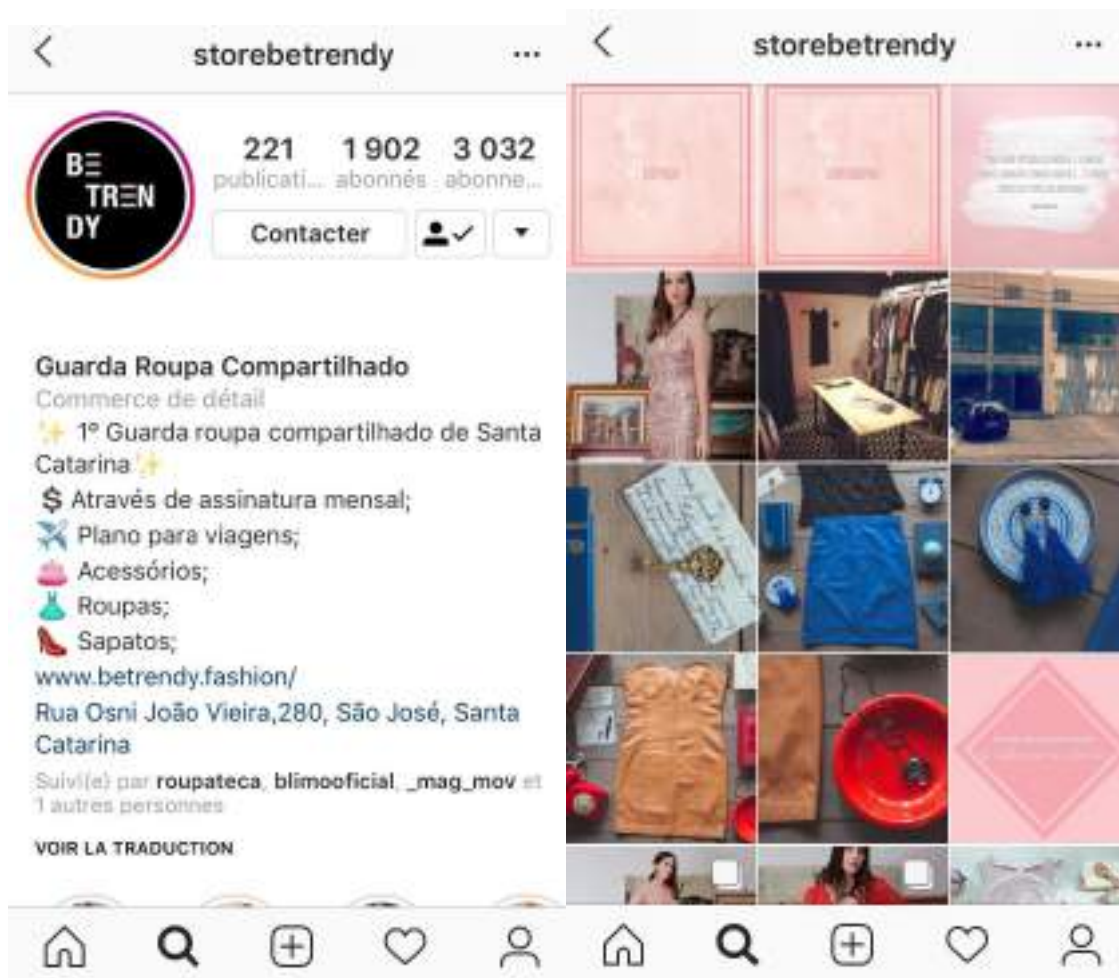 storebetrendy
BE
TREN
DY
221 1 902 3 032
publicati... abonnés abonne...
Contacter
Guarda Roupa Compartilhado
Commerce de détail
✨ 1º Guarda roupa compartilhado de Santa
Catarina ✨
💲 Através de assinatura mensal;
✈️ Plano para viagens;
👛 Acessórios;
👗 Roupas;
👠 Sapatos;
www.betrendy.fashion/
Rua Osni João Vieira,280, São José, Santa
Catarina
Suivi(e) par roupateca, blimooficial, _mag_mov et
1 autres personnes
VOIR LA TRADUCTION
storebetrendy